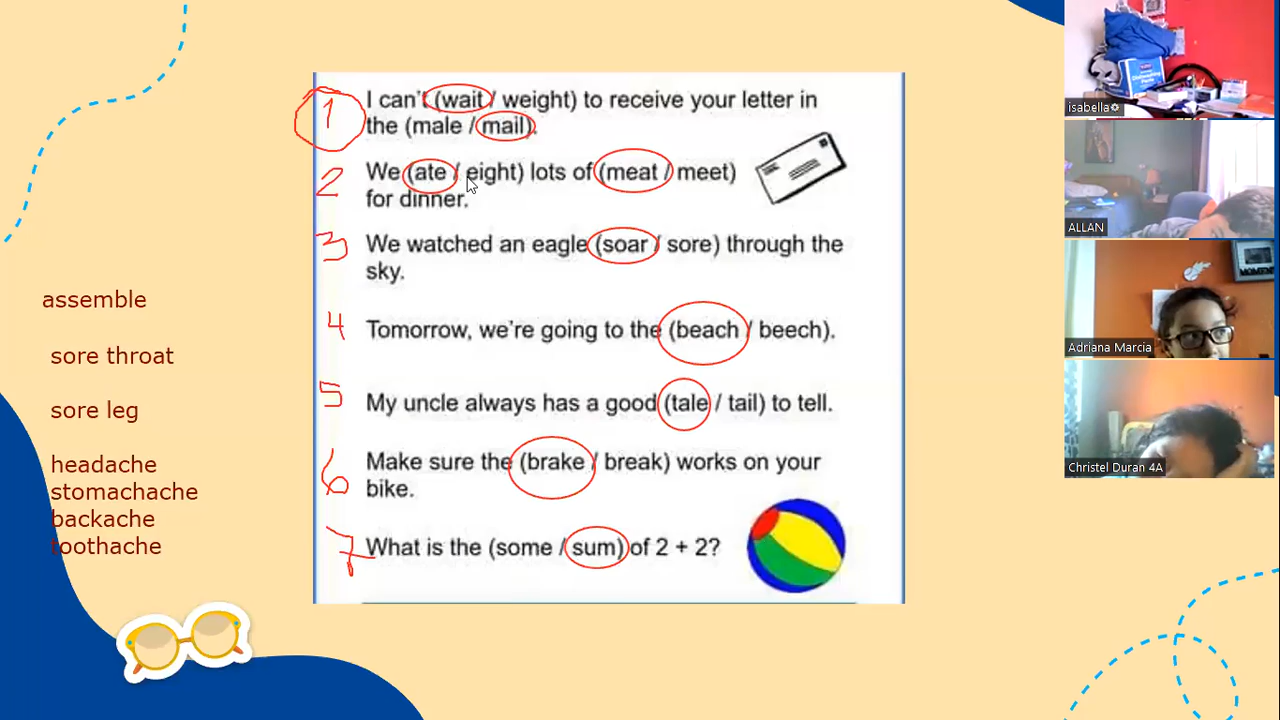 1
I can't (wait / weight) to receive your letter in
the (male / mail).
2
We (ate / eight) lots of (meat / meet)
for dinner.
3
We watched an eagle (soar / sore) through the
sky.
4
Tomorrow, we're going to the (beach / beech).
5
My uncle always has a good (tale / tail) to tell.
6
Make sure the (brake / break) works on your
bike.
7
What is the (some / sum) of 2 + 2?
assemble
sore throat
sore leg
headache
stomachache
backache
toothache
isabella
ALLAN
MOMEN
Adriana Marcia
Christel Duran 4A